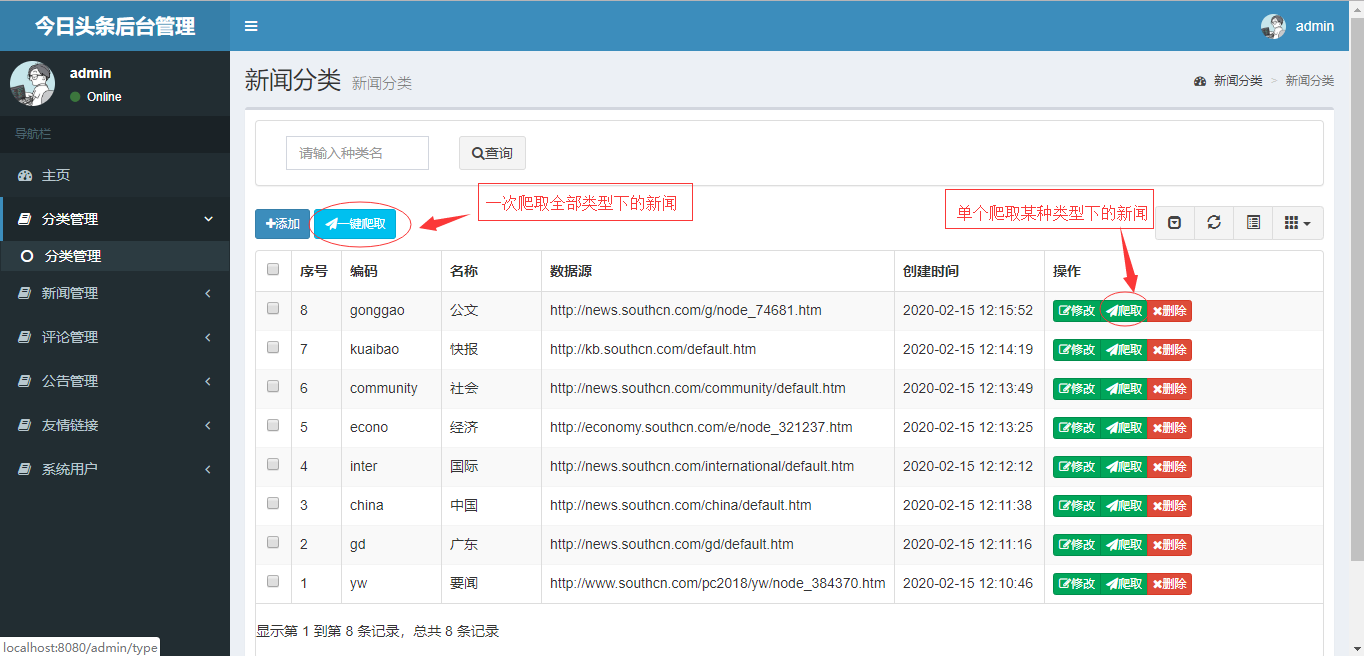 今日头条后台管理
admin
admin
Online
导航栏
主页
分类管理
分类管理
新闻管理
评论管理
公告管理
友情链接
系统用户
新闻分类 新闻分类
新闻分类 > 新闻分类
请输入种类名 查询
一次爬取全部类型下的新闻
单个爬取某种类型下的新闻
添加 一键爬取
序号 编码 名称 数据源 创建时间 操作
8 gonggao 公文 http://news.southcn.com/g/node_74681.htm 2020-02-15 12:15:52 修改 爬取 删除
7 kuaibao 快报 http://kb.southcn.com/default.htm 2020-02-15 12:14:19 修改 爬取 删除
6 community 社会 http://news.southcn.com/community/default.htm 2020-02-15 12:13:49 修改 爬取 删除
5 econo 经济 http://economy.southcn.com/e/node_321237.htm 2020-02-15 12:13:25 修改 爬取 删除
4 inter 国际 http://news.southcn.com/international/default.htm 2020-02-15 12:12:12 修改 爬取 删除
3 china 中国 http://news.southcn.com/china/default.htm 2020-02-15 12:11:38 修改 爬取 删除
2 gd 广东 http://news.southcn.com/gd/default.htm 2020-02-15 12:11:16 修改 爬取 删除
1 yw 要闻 http://www.southcn.com/pc2018/yw/node_384370.htm 2020-02-15 12:10:46 修改 爬取 删除
显示第 1 到第 8 条记录，总共 8 条记录
localhost:8080/admin/type